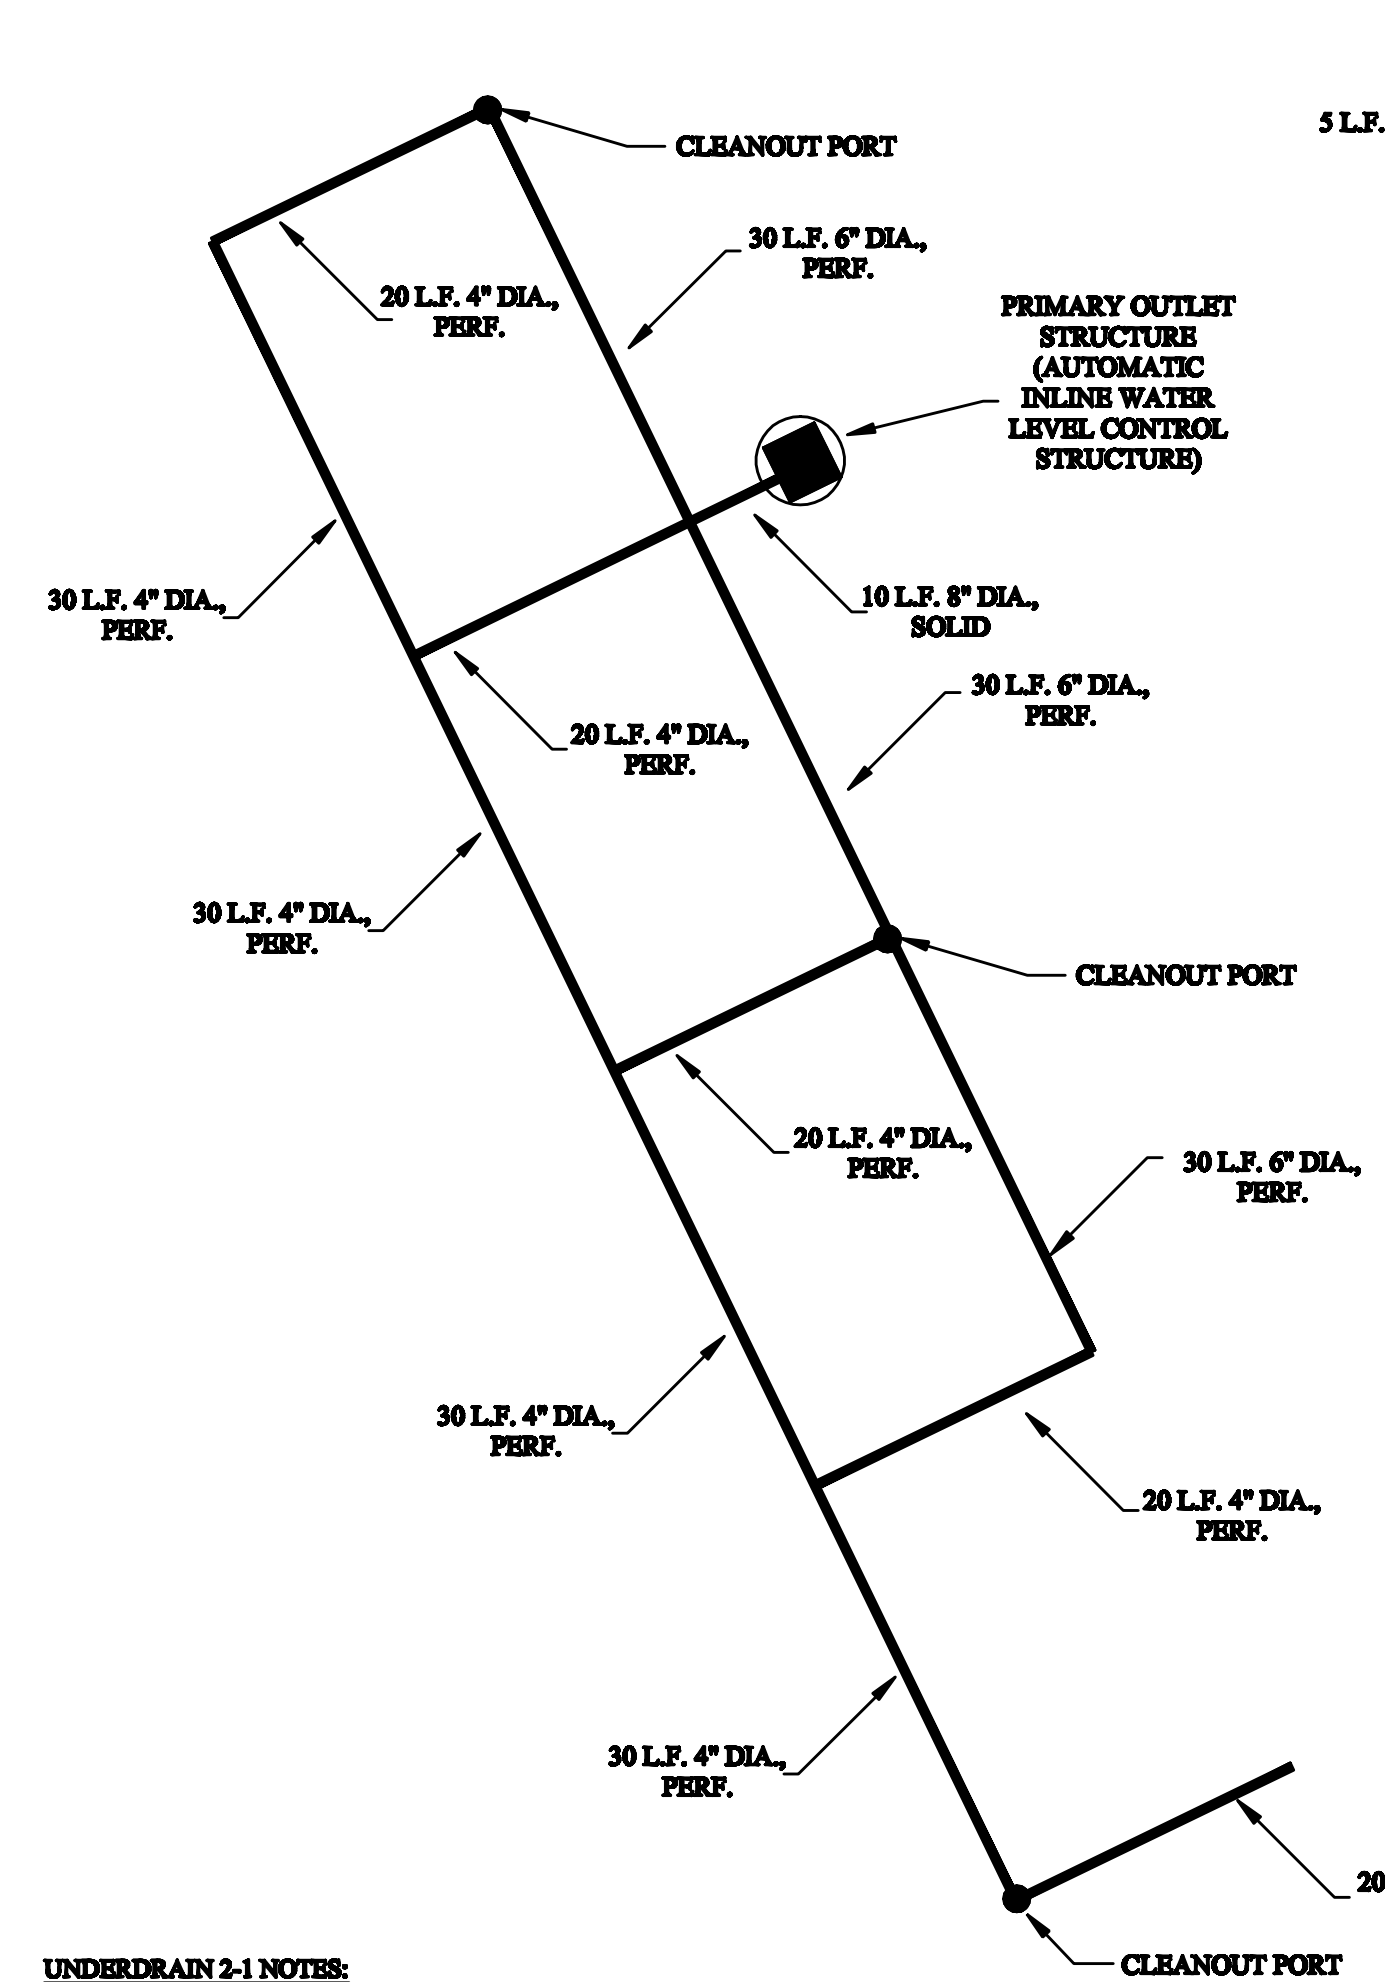 5 L.F.
CLEANOUT PORT
30 L.F. 6" DIA.,
PERF.
20 L.F. 4" DIA.,
PERF.
PRIMARY OUTLET
STRUCTURE
(AUTOMATIC
INLINE WATER
LEVEL CONTROL
STRUCTURE)
30 L.F. 4" DIA.,
PERF.
10 L.F. 8" DIA.,
SOLID
30 L.F. 6" DIA.,
PERF.
20 L.F. 4" DIA.,
PERF.
30 L.F. 4" DIA.,
PERF.
CLEANOUT PORT
20 L.F. 4" DIA.,
PERF.
30 L.F. 6" DIA.,
PERF.
30 L.F. 4" DIA.,
PERF.
20 L.F. 4" DIA.,
PERF.
30 L.F. 4" DIA.,
PERF.
20
CLEANOUT PORT
UNDERDRAIN 2-1 NOTES: